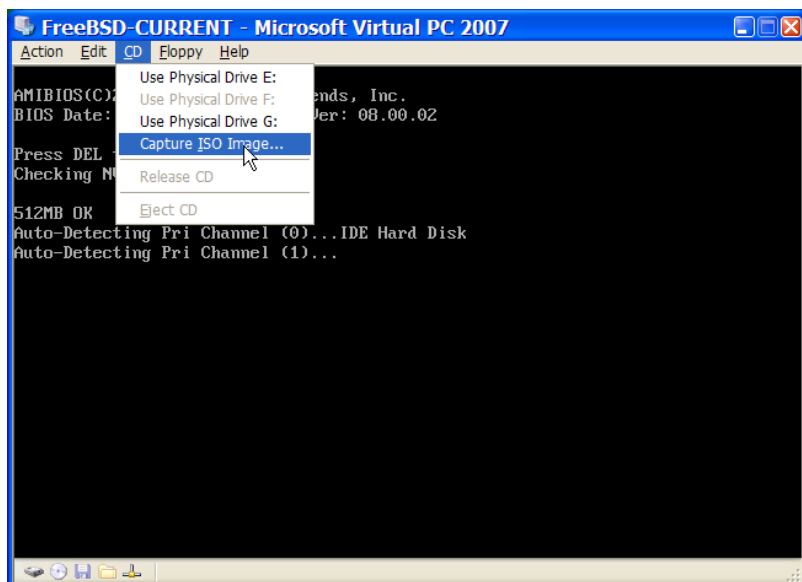 FreeBSD-CURRENT - Microsoft Virtual PC 2007
Action Edit CD Floppy Help
Use Physical Drive E:
Use Physical Drive F:
Use Physical Drive G:
Capture ISO Image...
Release CD
Eject CD
AMIBIOS(C) ends, Inc.
BIOS Date: Ver: 08.00.02
Press DEL
Checking
512MB OK
Auto-Detecting Pri Channel (0)...IDE Hard Disk
Auto-Detecting Pri Channel (1)...